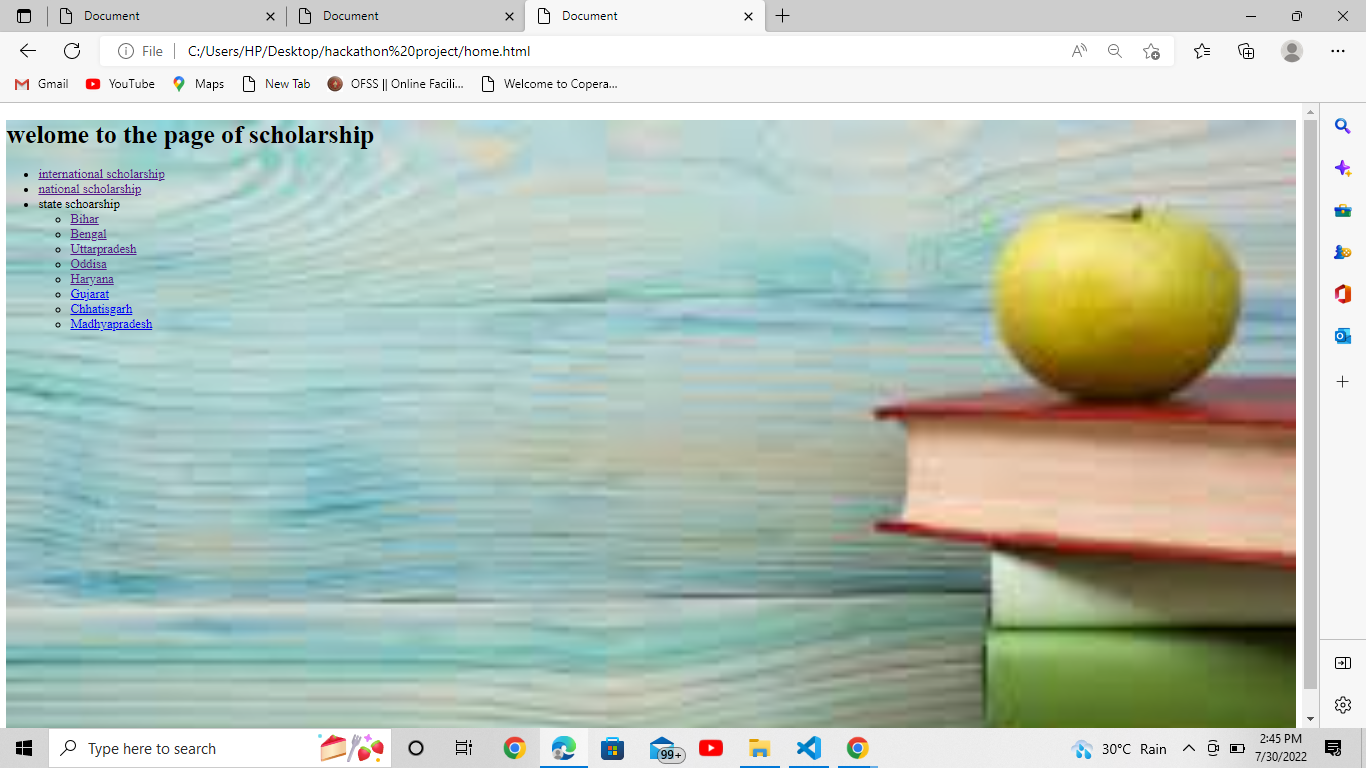 Document
Document
Document
File
C:/Users/HP/Desktop/hackathon%20project/home.html
Gmail
YouTube
Maps
New Tab
OFSS || Online Facili...
Welcome to Copera...
welome to the page of scholarship
international scholarship
national scholarship
state schoarship
Bihar
Bengal
Uttarpradesh
Oddisa
Haryana
Gujarat
Chhatisgarh
Madhyapradesh
Type here to search
99+
30°C Rain
2:45 PM
7/30/2022